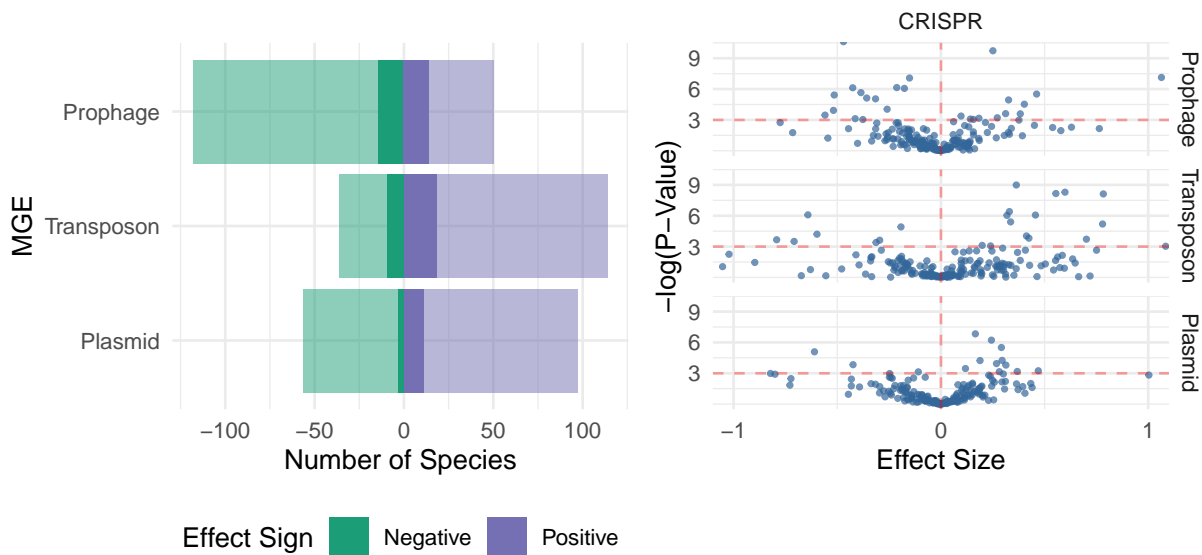 MGE
Prophage
Transposon
Plasmid
−100
−50
0
50
100
Number of Species
CRISPR
−log(P−Value)
9
6
3
Prophage
9
6
3
Transposon
9
6
3
Plasmid
−1
0
1
Effect Size
Effect Sign
Negative
Positive